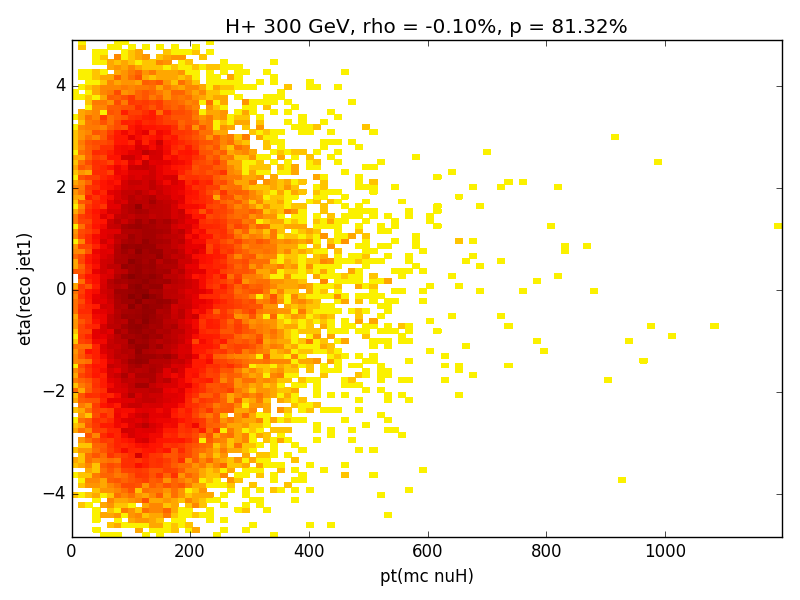 H+ 300 GeV, rho = -0.10%, p = 81.32%
4
2
0
−2
−4
eta(reco jet1)
0 200 400 600 800 1000
pt(mc nuH)